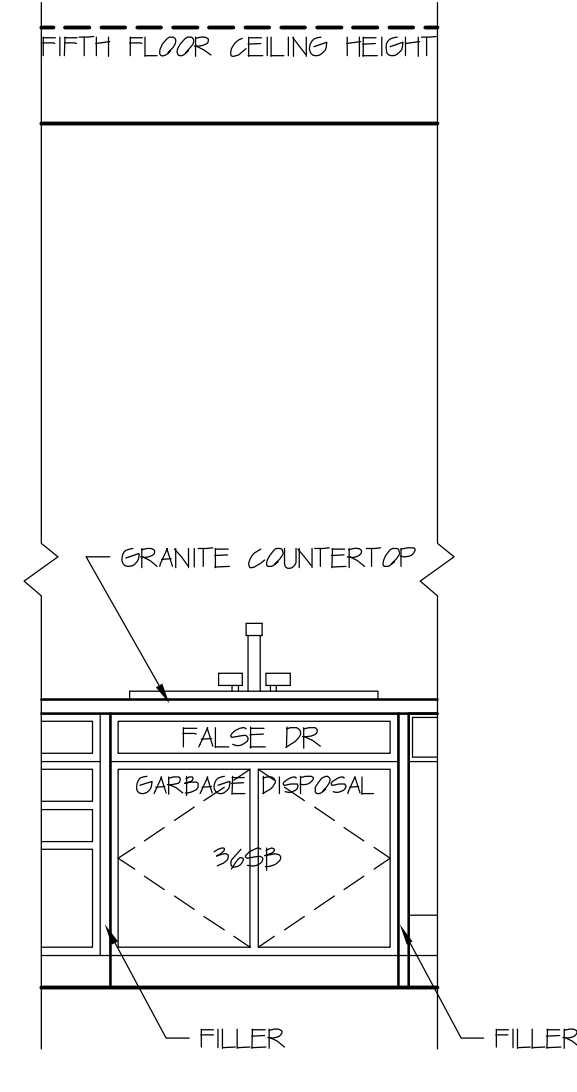 FIFTH FLOOR CEILING HEIGHT
GRANITE COUNTERTOP
FALSE DR
GARBAGE DISPOSAL
36SB
FILLER
FILLER